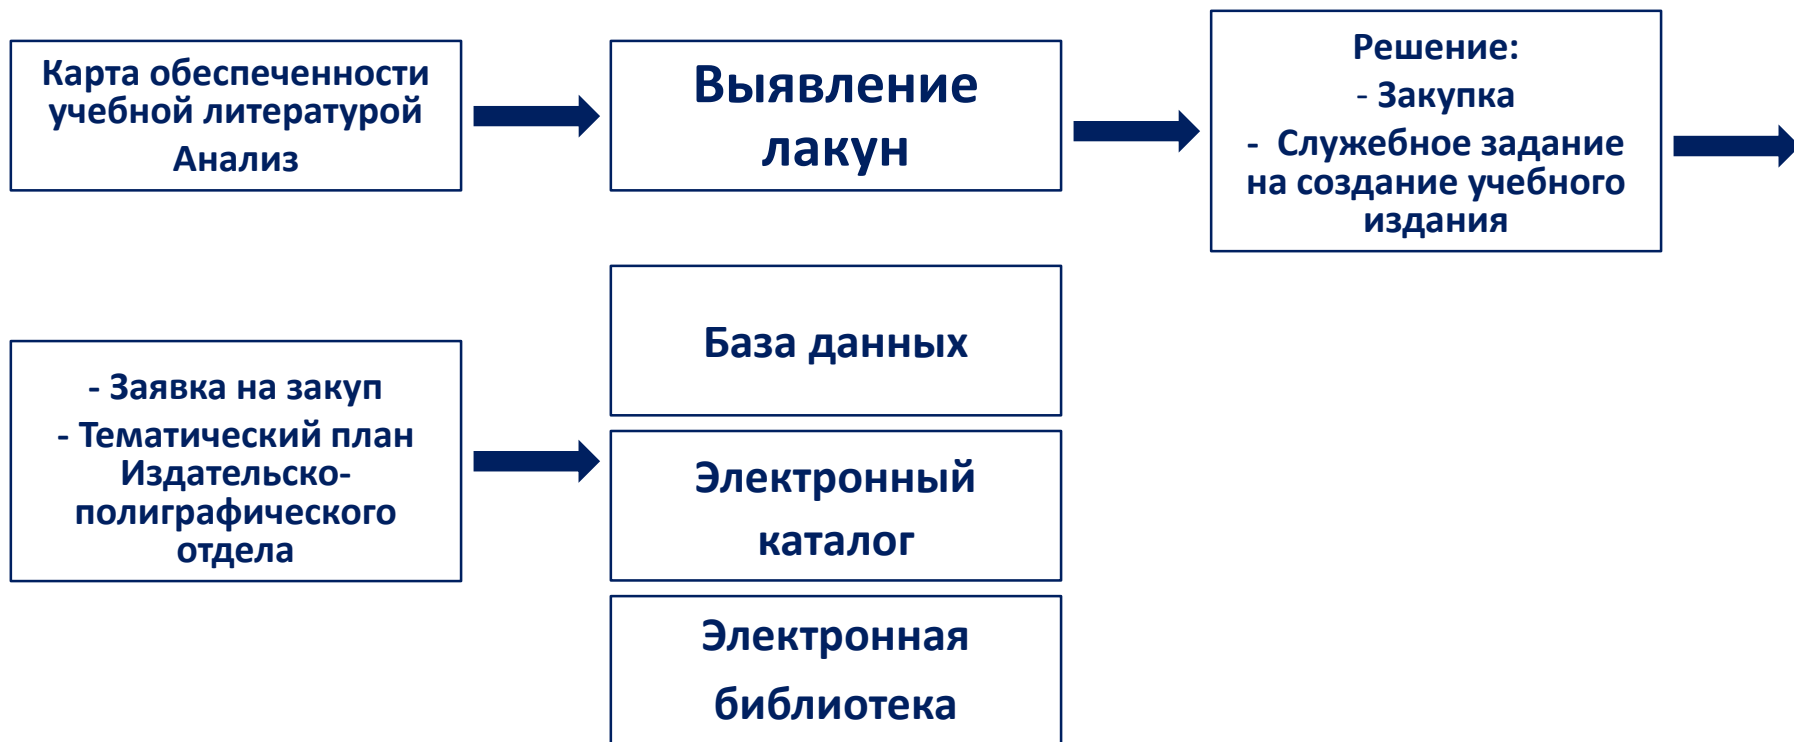 Карта обеспеченности
учебной литературой
Анализ
Выявление
лакун
Решение:
- Закупка
- Служебное задание
на создание учебного
издания
- Заявка на закуп
- Тематический план
Издательско-
полиграфического
отдела
База данных
Электронный
каталог
Электронная
библиотека